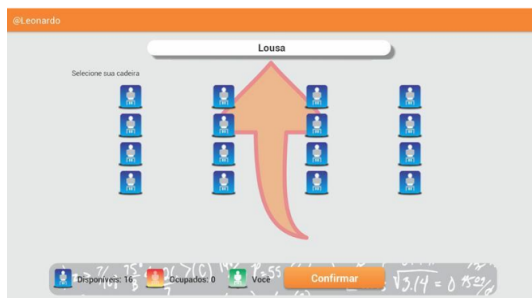 @Leonardo
Lousa
Selecione sua cadeira
Disponíveis: 16 Ocupados: 0 Você Confirmar